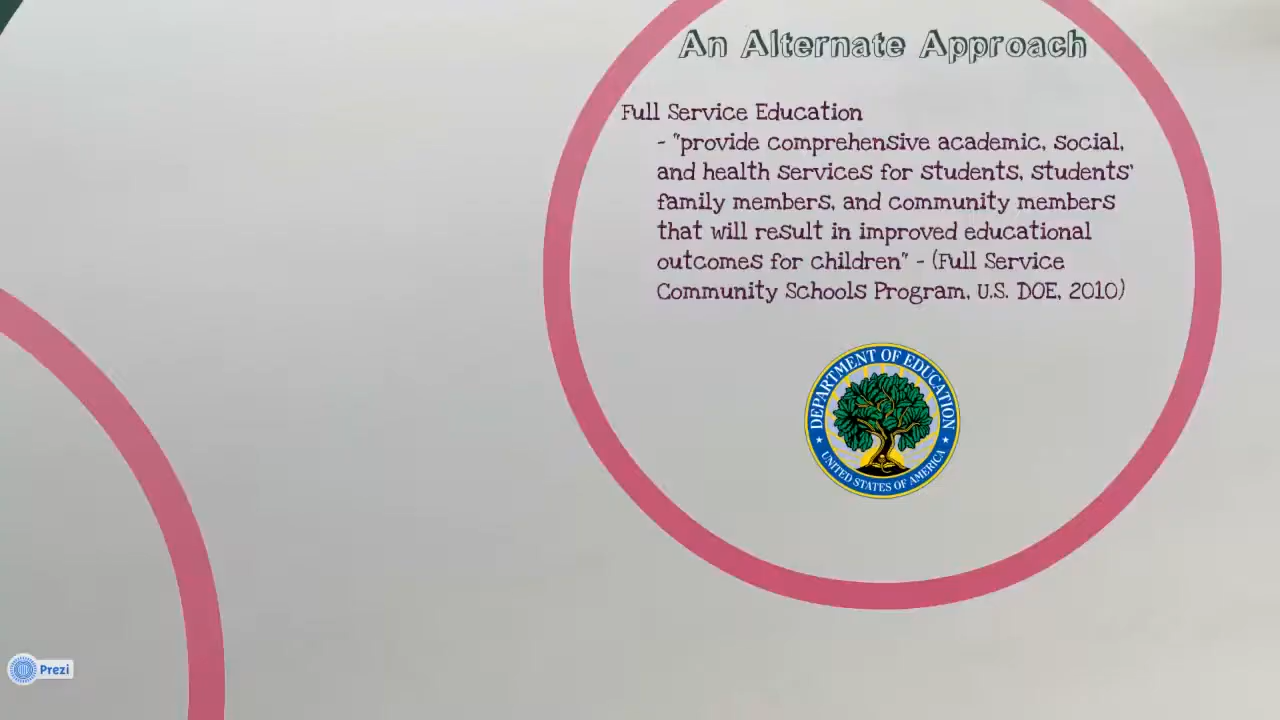 An Alternate Approach
Full Service Education
- "provide comprehensive academic, social,
and health services for students, students'
family members, and community members
that will result in improved educational
outcomes for children" - (Full Service
Community Schools Program, U.S. DOE, 2010)
DEPARTMENT OF EDUCATION
UNITED STATES OF AMERICA
Prezi